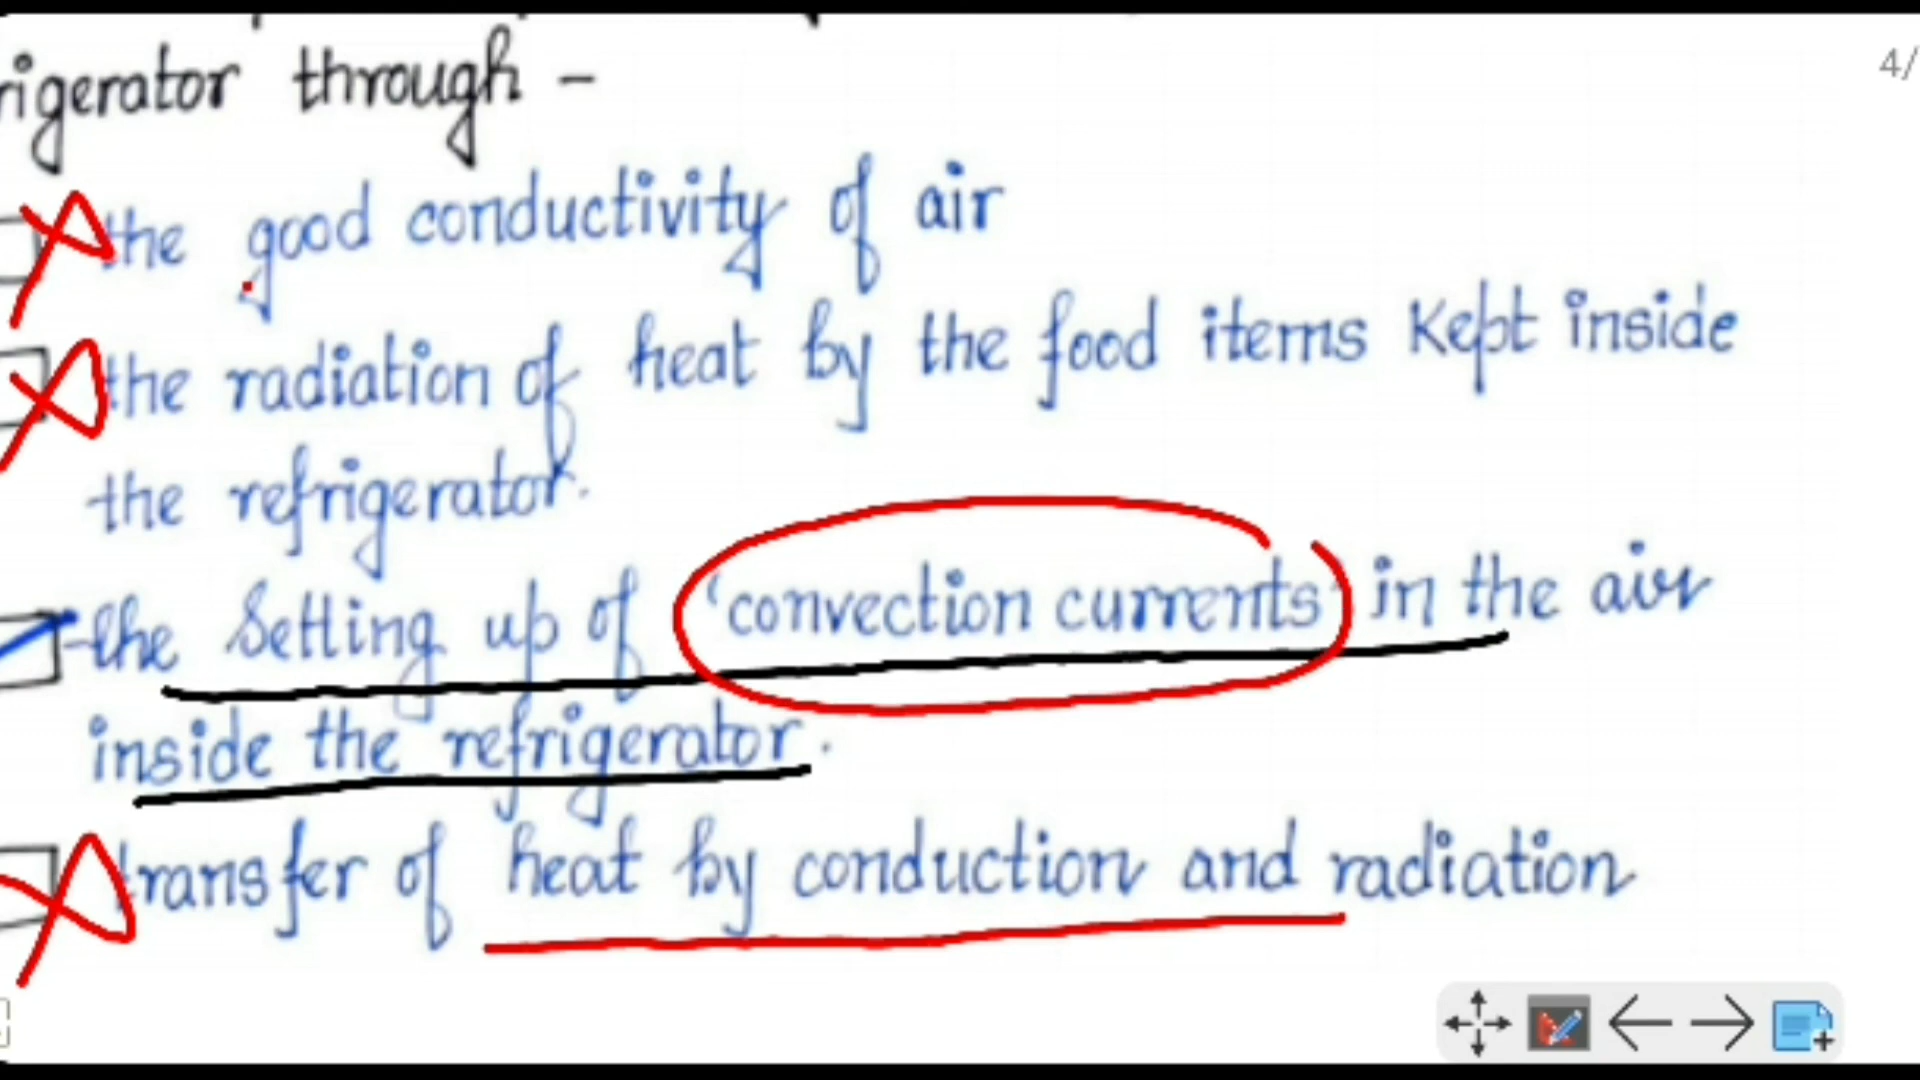 rigerator through -
4/
the good conductivity of air
the radiation of heat by the food items Kept inside
the refrigerator.
the Setting up of 'convection currents' in the air
inside the refrigerator.
transfer of heat by conduction and radiation